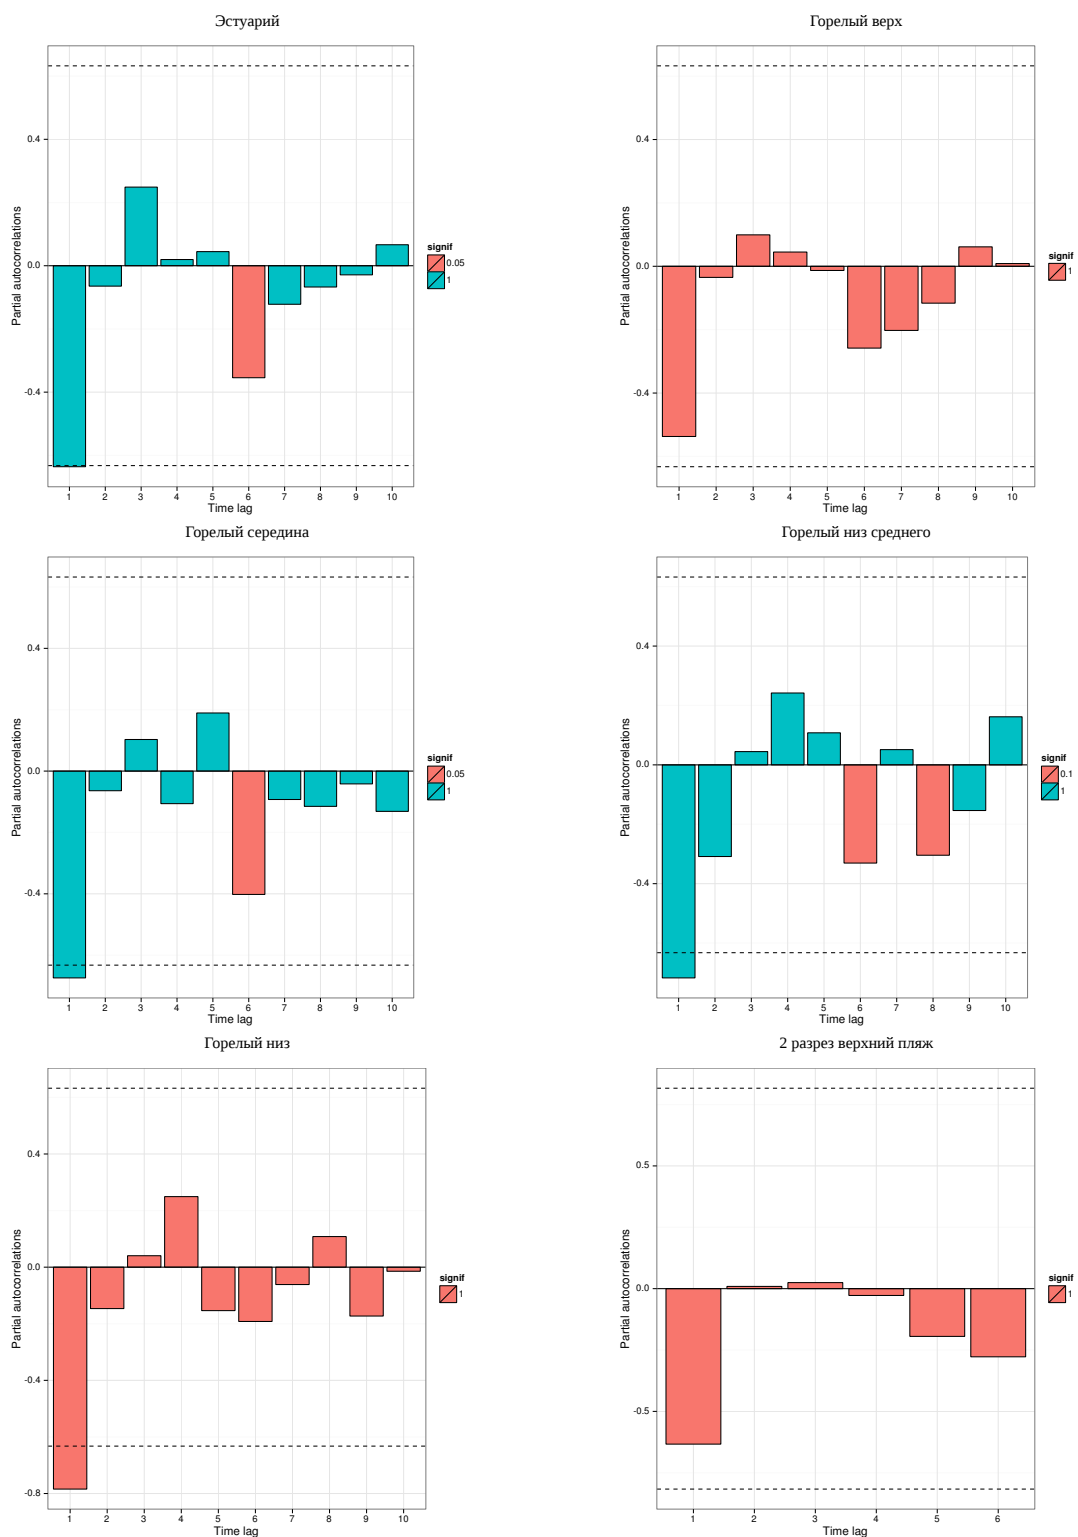 Эстуарий
Partial autocorrelations
0.4
0.0
-0.4
1 2 3 4 5 6 7 8 9 10
Time lag
signif
0.05
1
Горелый верх
Partial autocorrelations
0.4
0.0
-0.4
1 2 3 4 5 6 7 8 9 10
Time lag
signif
1
Горелый середина
Partial autocorrelations
0.4
0.0
-0.4
1 2 3 4 5 6 7 8 9 10
Time lag
signif
0.05
1
Горелый низ среднего
Partial autocorrelations
0.4
0.0
-0.4
1 2 3 4 5 6 7 8 9 10
Time lag
signif
0.1
1
Горелый низ
Partial autocorrelations
0.4
0.0
-0.4
-0.8
1 2 3 4 5 6 7 8 9 10
Time lag
signif
1
2 разрез верхний пляж
Partial autocorrelations
0.5
0.0
-0.5
1 2 3 4 5 6
Time lag
signif
1